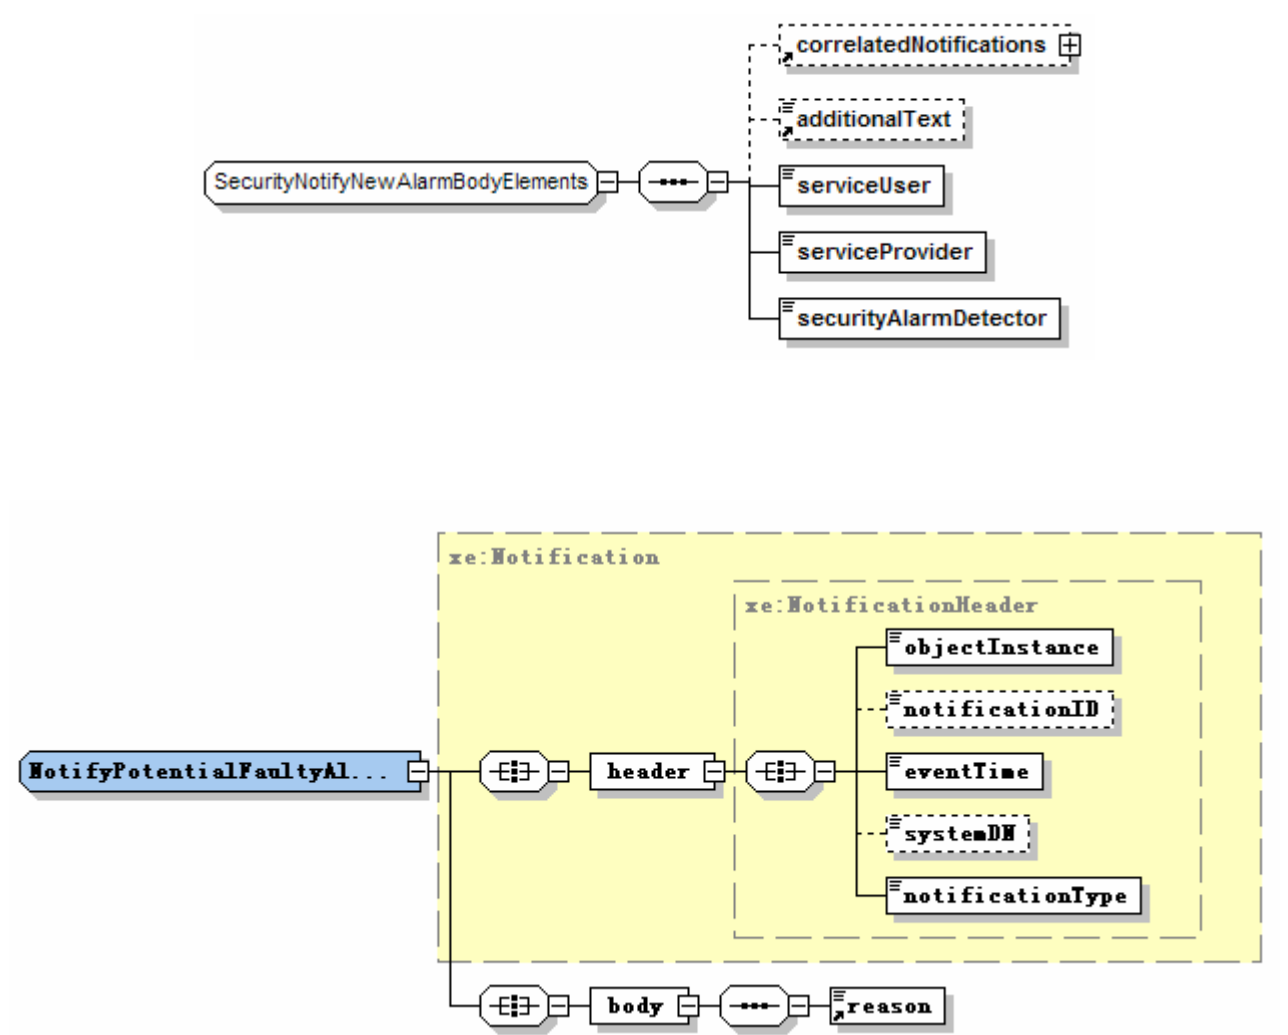 correlatedNotifications
additionalText
SecurityNotifyNewAlarmBodyElements
serviceUser
serviceProvider
securityAlarmDetector
xe:Notification
xe:NotificationHeader
objectInstance
notificationID
NotifyPotentialFaultyAl...
header
eventTime
systemDN
notificationType
body
reason